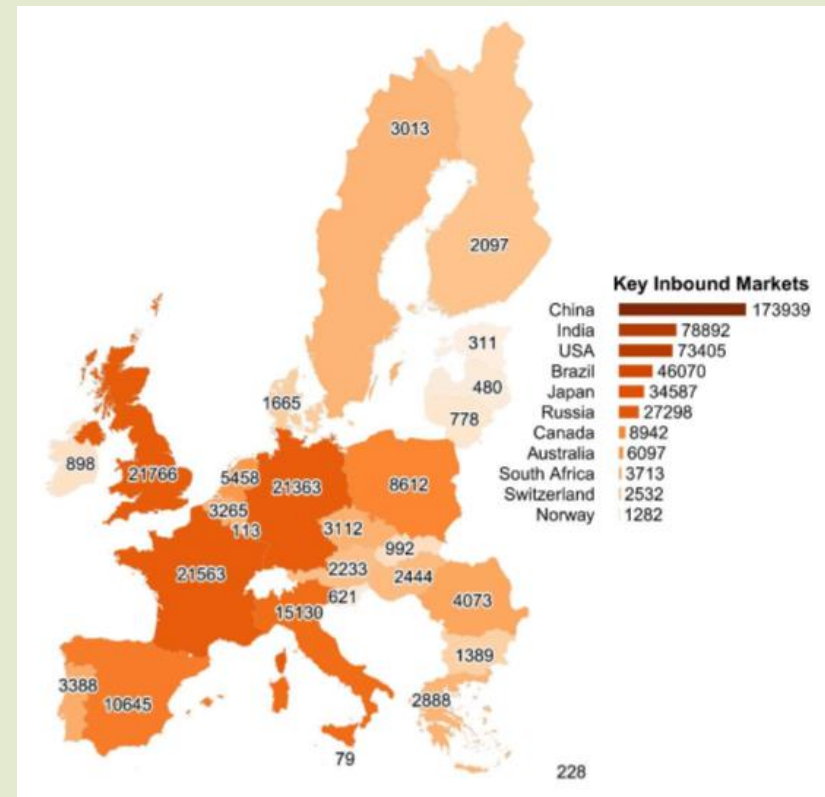 3013
2097
Key Inbound Markets
China 173939
India 78892
USA 73405
Brazil 46070
Japan 34587
Russia 27298
Canada 8942
Australia 6097
South Africa 3713
Switzerland 2532
Norway 1282
311
480
778
1665
898
21766
5458
21363
8612
3265
113
3112
992
21563
2233
2444
621
15130
4073
1389
3388
10645
2888
79
228